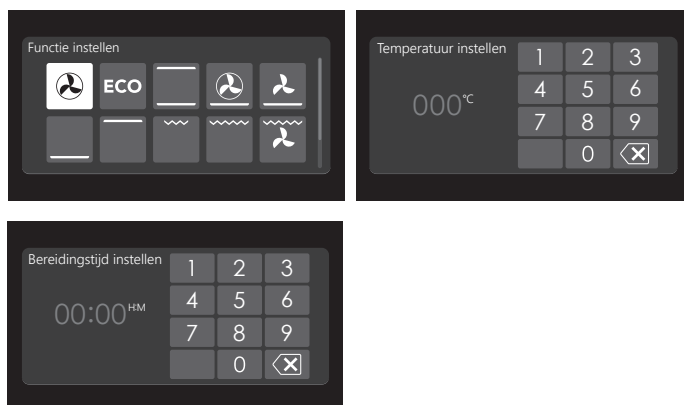 Functie instellen
ECO
Temperatuur instellen
000°C
1 2 3
4 5 6
7 8 9
0
Bereidingstijd instellen
00:00 H:M
1 2 3
4 5 6
7 8 9
0